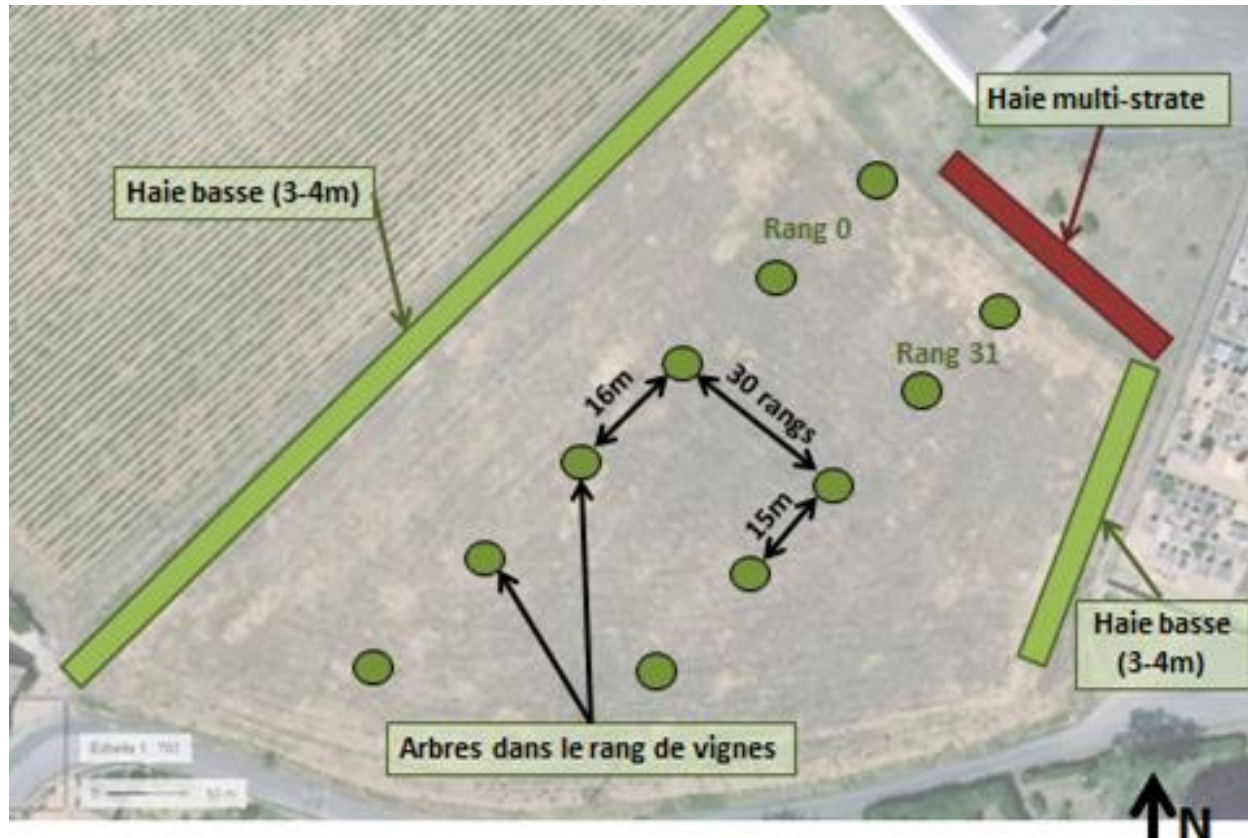 Haie multi-strate
Haie basse (3-4m)
Rang 0
Rang 31
16m
30 rangs
15m
Haie basse
(3-4m)
Arbres dans le rang de vignes
N